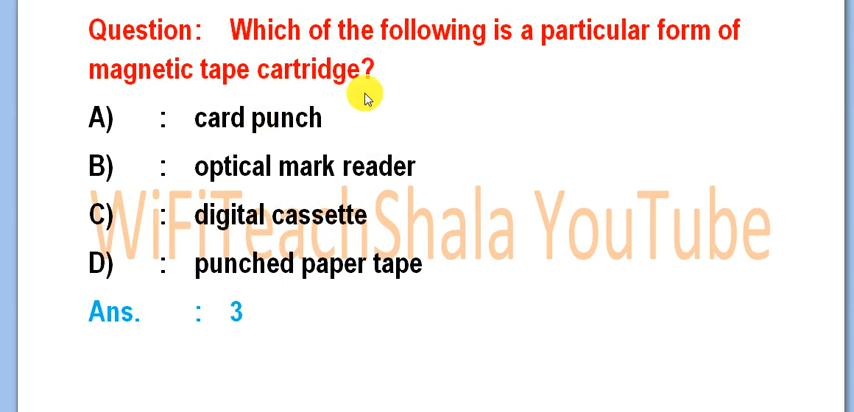 Question: Which of the following is a particular form of
magnetic tape cartridge?
A) : card punch
B) : optical mark reader
C) : digital cassette
D) : punched paper tape
WiFiTeachShala YouTube
Ans. : 3